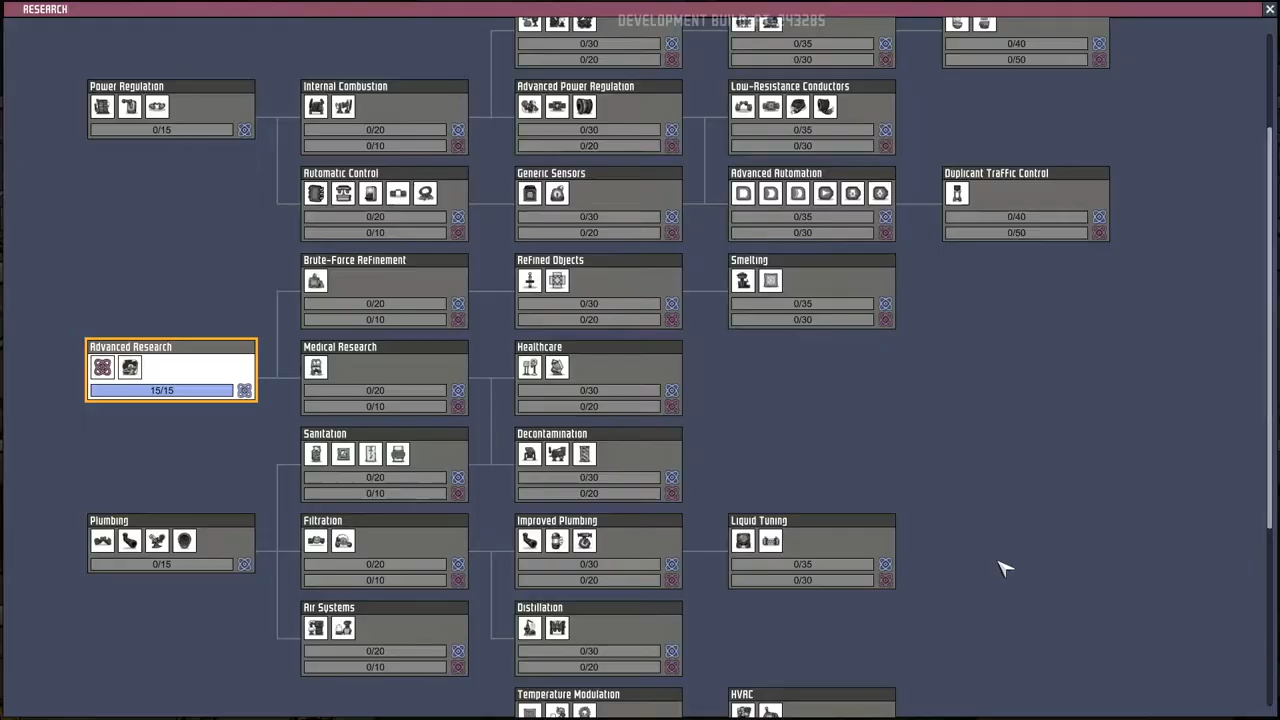 RESEARCH
DEVELOPMENT BUILD
0/30
0/35
0/40
0/20
0/30
0/50
Power Regulation
Internal Combustion
Advanced Power Regulation
Low-Resistance Conductors
0/15
0/20
0/30
0/35
0/10
0/20
0/30
Automatic Control
Generic Sensors
Advanced Automation
Duplicant Traffic Control
0/20
0/30
0/35
0/40
0/10
0/20
0/30
0/50
Brute-Force Refinement
Refined Objects
Smelting
0/20
0/30
0/35
0/10
0/20
0/30
Advanced Research
Medical Research
Healthcare
15/15
0/20
0/30
0/10
0/20
Sanitation
Decontamination
0/20
0/30
0/10
0/20
Plumbing
Filtration
Improved Plumbing
Liquid Tuning
0/15
0/20
0/30
0/35
0/10
0/20
0/30
Air Systems
Distillation
0/20
0/30
0/10
0/20
Temperature Modulation
HVAC